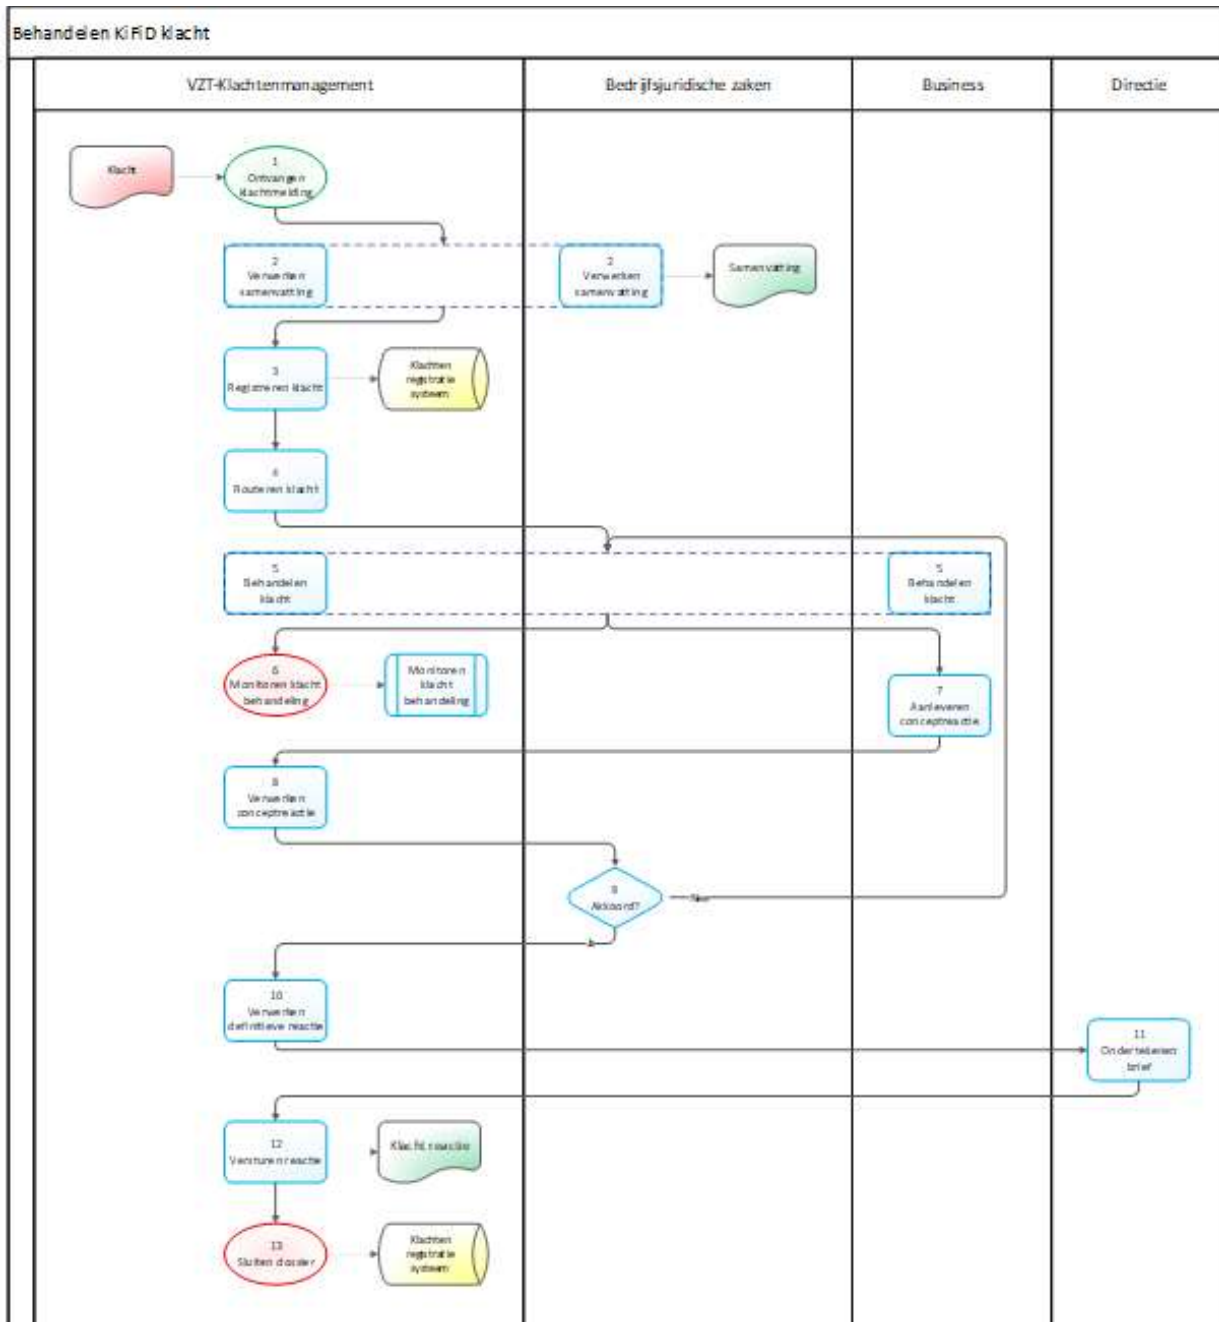 Behandelen KiFiD klacht
VZT-Klachtenmanagement
Bedrijfsjuridische zaken
Business
Directie
Klacht
1
Ontvangen
klachtmelding
2
Verwerken
samenvatting
2
Verwerken
samenvatting
Samenvatting
3
Registreren klacht
Klachten
registratie
systeem
4
Routeren klacht
5
Behandelen
klacht
5
Behandelen
klacht
6
Monitoren klacht
behandeling
Monitoren
klacht
behandeling
7
Aanleveren
conceptreactie
8
Verwerken
conceptreactie
9
Akkoord?
10
Verwerken
definitieve reactie
11
Ondertekenen
brief
12
Versturen reactie
Klacht reactie
13
Sluiten dossier
Klachten
registratie
systeem